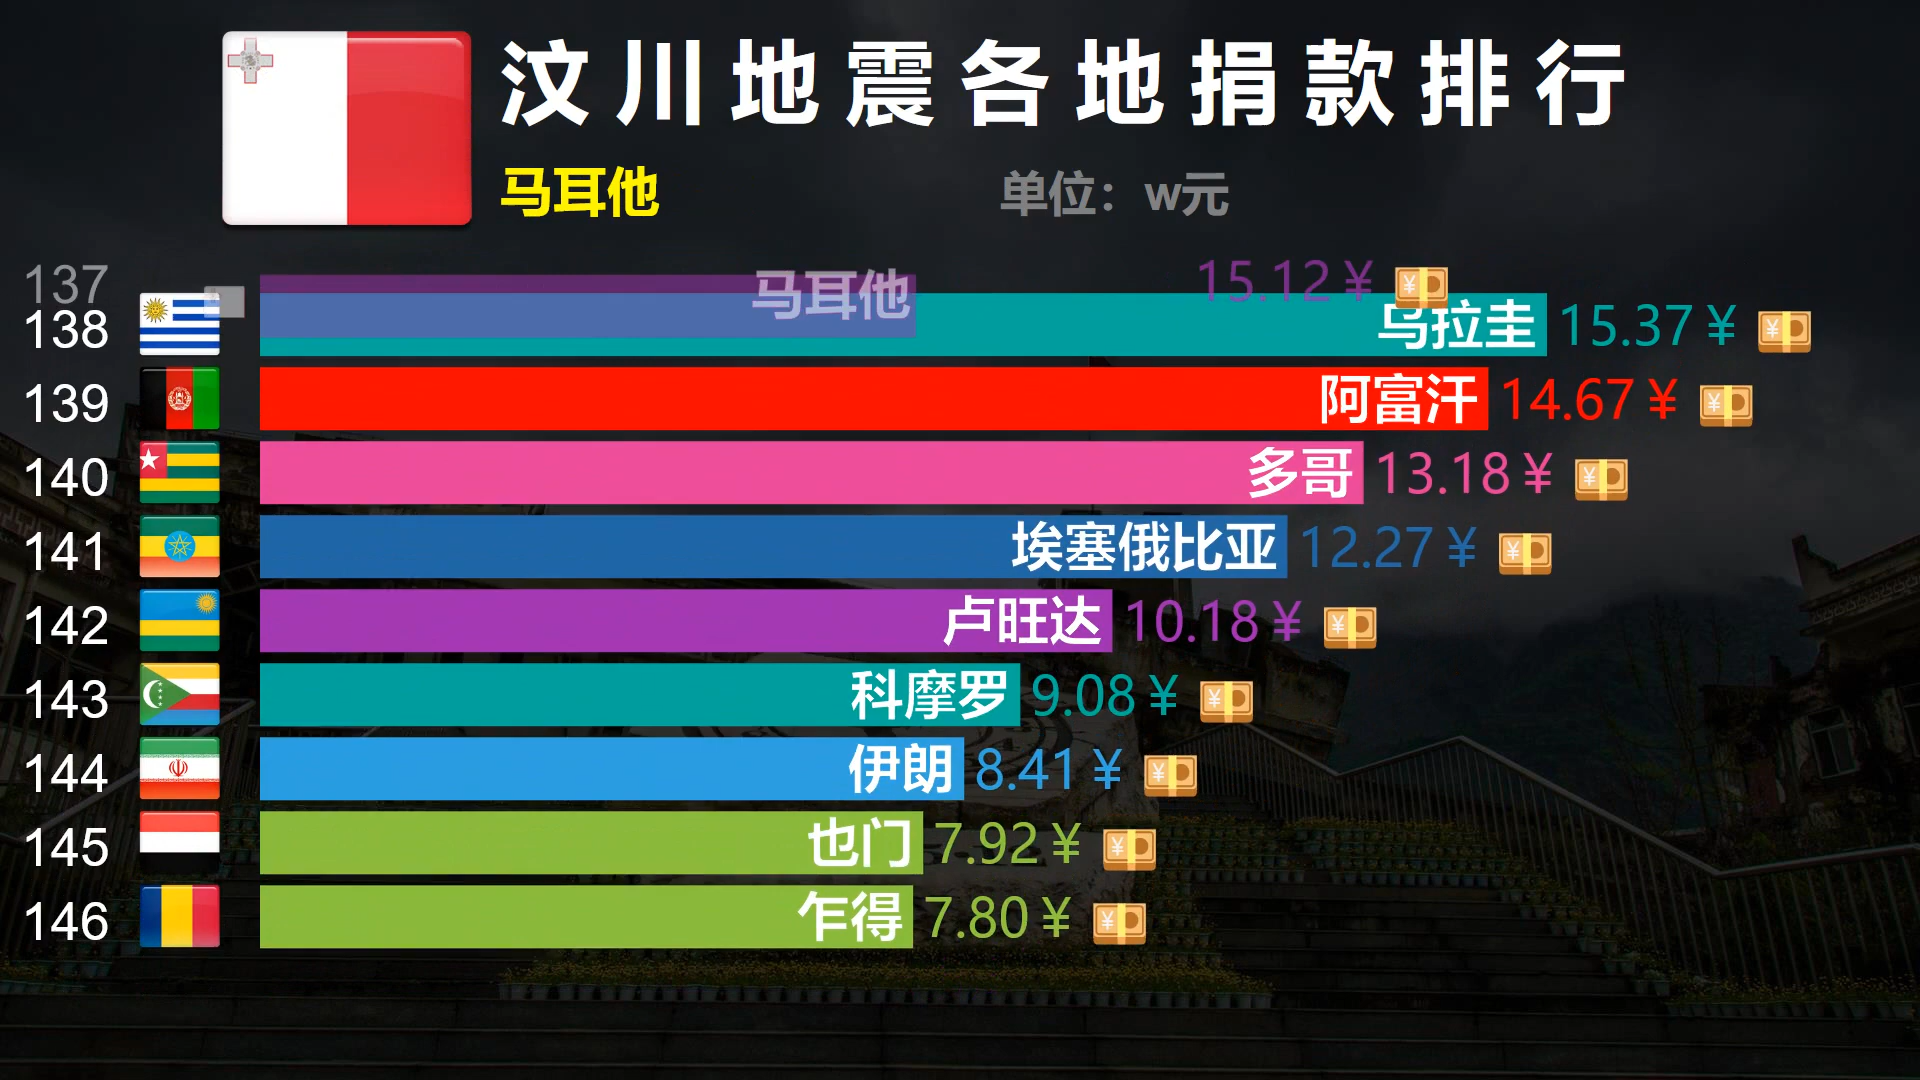 汶川地震各地捐款排行
马耳他 单位：w元
137 马耳他 15.12¥
138 乌拉圭 15.37¥
139 阿富汗 14.67¥
140 多哥 13.18¥
141 埃塞俄比亚 12.27¥
142 卢旺达 10.18¥
143 科摩罗 9.08¥
144 伊朗 8.41¥
145 也门 7.92¥
146 乍得 7.80¥